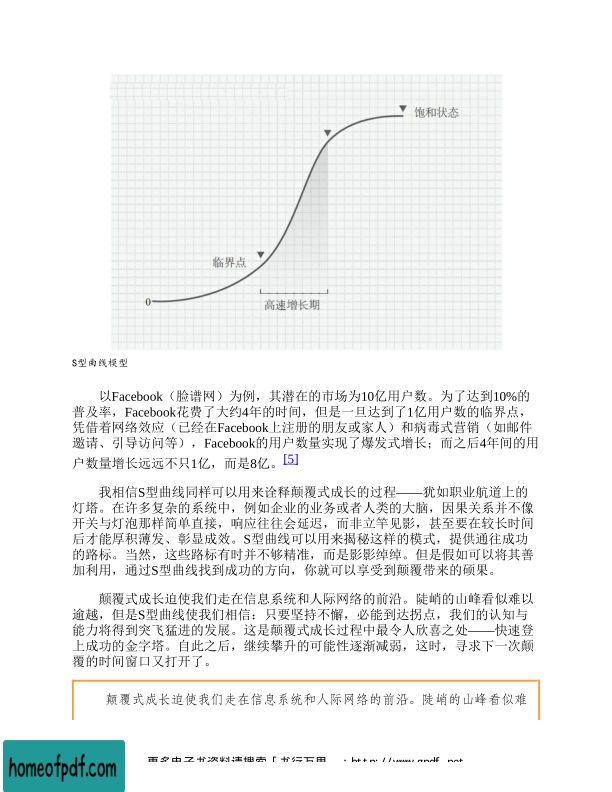 饱和状态
临界点
0
高速增长期
S型曲线模型
以Facebook（脸谱网）为例，其潜在的市场为10亿用户数。为了达到10%的
普及率，Facebook花费了大约4年的时间，但是一旦达到了1亿用户数的临界点，
凭借着网络效应（已经在Facebook上注册的朋友或家人）和病毒式营销（如邮件
邀请、引导访问等），Facebook的用户数量实现了爆发式增长；而之后4年间的用
户数量增长远远不只1亿，而是8亿。[5]
我相信S型曲线同样可以用来诠释颠覆式成长的过程——犹如职业航道上的
灯塔。在许多复杂的系统中，例如企业的业务或者人类的大脑，因果关系并不像
开关与灯泡那样简单直接，响应往往会延迟，而非立竿见影，甚至要在较长时间
后才能厚积薄发、彰显成效。S型曲线可以用来揭秘这样的模式，提供通往成功
的路标。当然，这些路标有时并不够精准，而是影影绰绰。但是假如可以将其善
加利用，通过S型曲线找到成功的方向，你就可以享受到颠覆带来的硕果。
颠覆式成长迫使我们走在信息系统和人际网络的前沿。陡峭的山峰看似难以
逾越，但是S型曲线使我们相信：只要坚持不懈，必能到达拐点，我们的认知与
能力将得到突飞猛进的发展。这是颠覆式成长过程中最令人欣喜之处——快速登
上成功的金字塔。自此之后，继续攀升的可能性逐渐减弱，这时，寻求下一次颠
覆的时间窗口又打开了。
颠覆式成长迫使我们走在信息系统和人际网络的前沿。陡峭的山峰看似难
homeofpdf.com